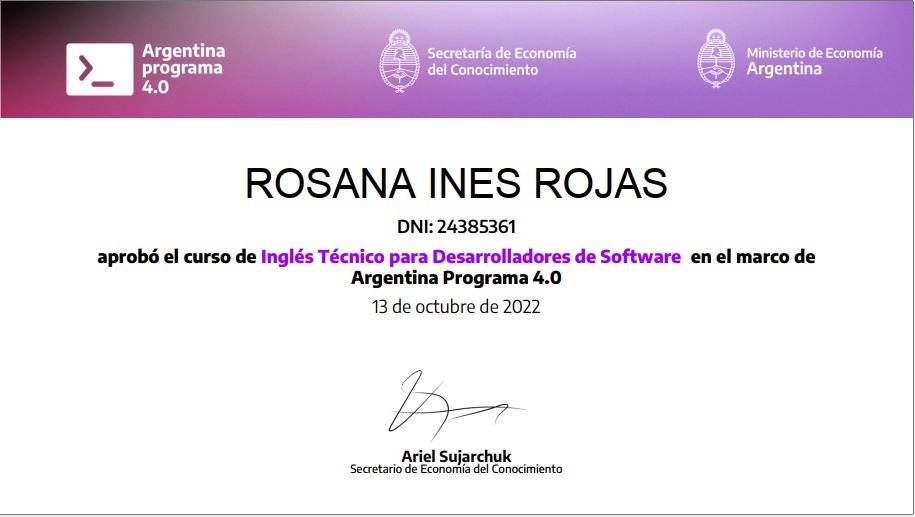 Argentina
programa
4.0
Secretaría de Economía
del Conocimiento
Ministerio de Economía
Argentina
ROSANA INES ROJAS
DNI: 24385361
aprobó el curso de Inglés Técnico para Desarrolladores de Software en el marco de
Argentina Programa 4.0
13 de octubre de 2022
Ariel Sujarchuk
Secretario de Economía del Conocimiento